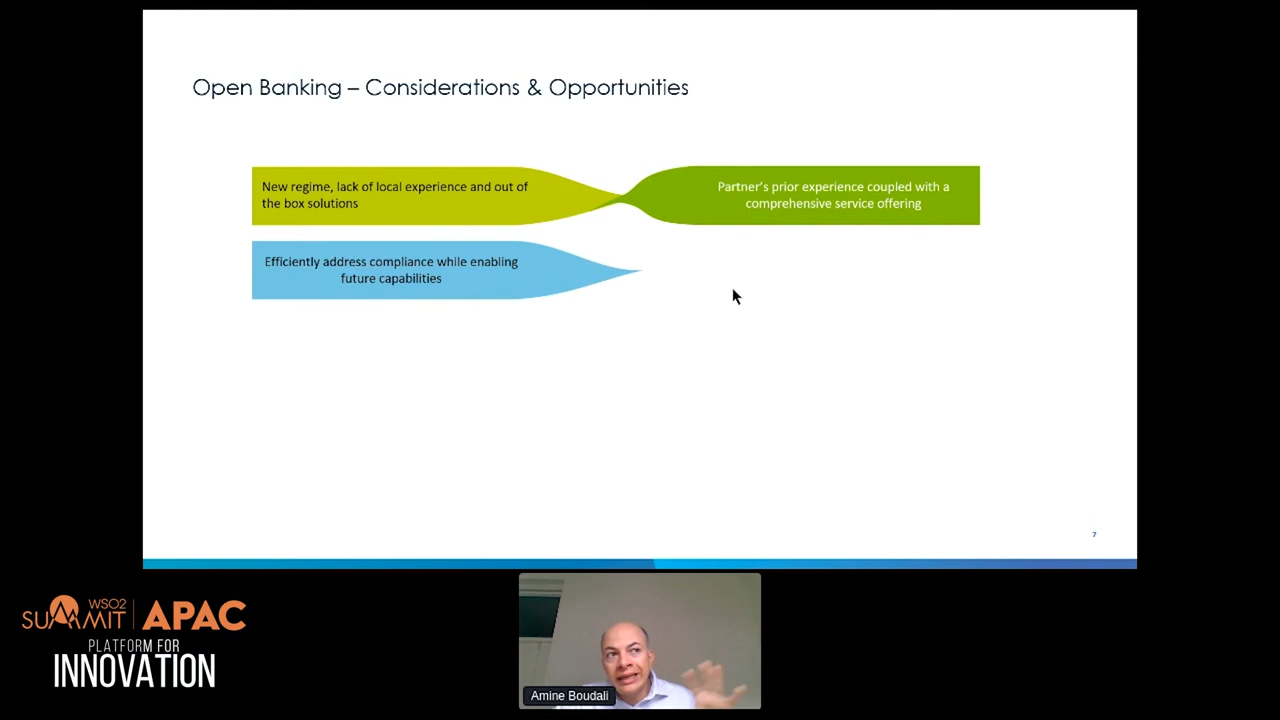 Open Banking – Considerations & Opportunities
New regime, lack of local experience and out of
the box solutions
Partner's prior experience coupled with a
comprehensive service offering
Efficiently address compliance while enabling
future capabilities
7
WSO2
SUMMIT APAC
PLATFORM FOR
INNOVATION
Amine Boudali